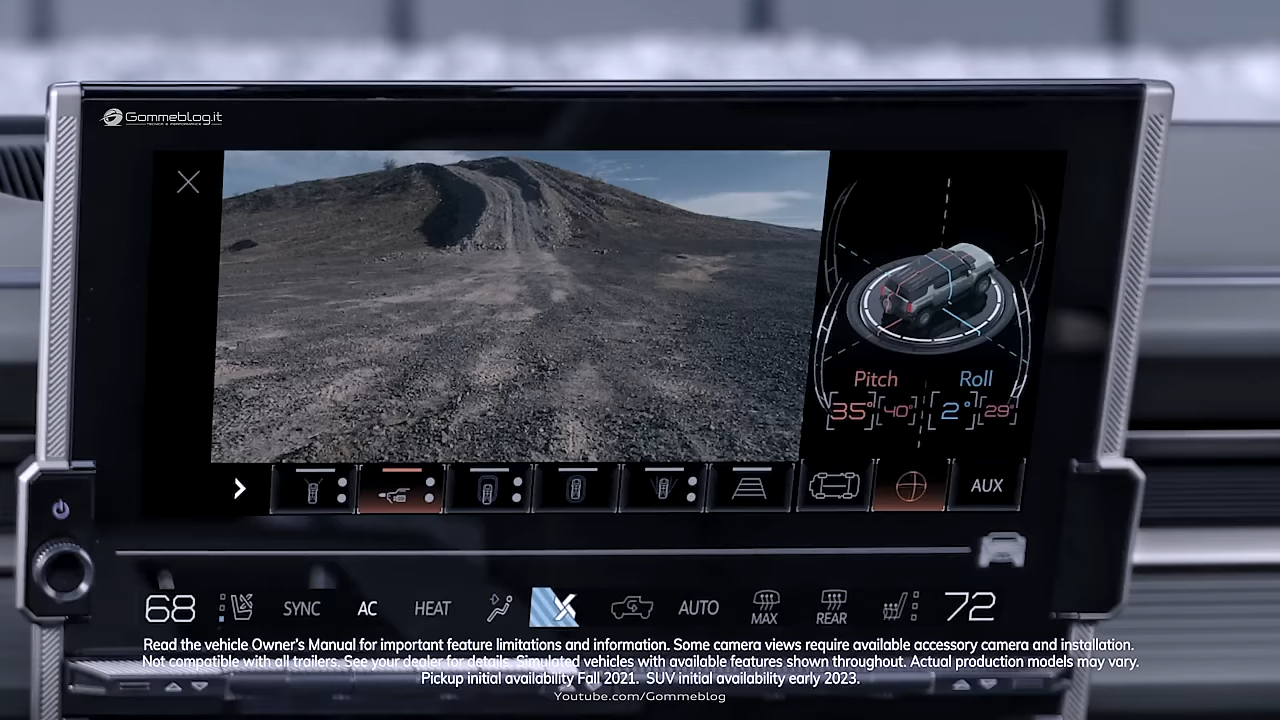 Gommeblog.it
TECNICA E PERFORMANCE
Pitch Roll
35° 40° 2° 29°
AUX
68 SYNC AC HEAT X AUTO MAX REAR 72
Read the vehicle Owner's Manual for important feature limitations and information. Some camera views require available accessory camera and installation.
Not compatible with all trailers. See your dealer for details. Simulated vehicles with available features shown throughout. Actual production models may vary.
Pickup initial availability Fall 2021. SUV initial availability early 2023.
Youtube.com/Gommeblog